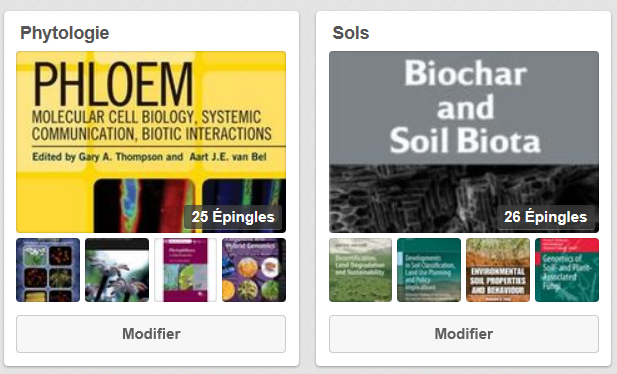 Phytologie
PHLOEM
MOLECULAR CELL BIOLOGY, SYSTEMIC
COMMUNICATION, BIOTIC INTERACTIONS
Edited by Gary A. Thompson and Aart J.E. van Bel
25 Épingles
Hybrid Genomics
Modifier
Sols
Biochar
and
Soil Biota
26 Épingles
Desertification,
Land Degradation
and Sustainability
Developments
in Soil Classification,
Land Use Planning
and Policy
Implications
ENVIRONMENTAL
SOIL PROPERTIES
AND BEHAVIOUR
Genomics of
Soil- and Plant-
Associated
Fungi
Modifier